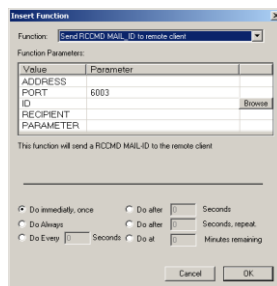 Insert Function
Function: Send RCCMD MAIL_ID to remote client
Function Parameters:
Value Parameter
ADDRESS
PORT 6003
ID Browse
RECIPIENT
PARAMETER
This function will send a RCCMD MAIL-ID to the remote client
Do immediatly, once Do after 0 Seconds
Do Always Do after 0 Seconds, repeat.
Do Every 0 Seconds Do at 0 Minutes remaining
Cancel OK